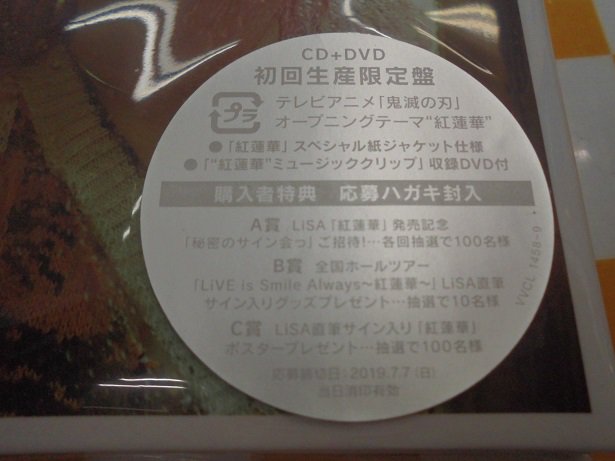 CD+DVD
初回生産限定盤
プラ
テレビアニメ「鬼滅の刃」
オープニングテーマ“紅蓮華”
●「紅蓮華」スペシャル紙ジャケット仕様
●「“紅蓮華”ミュージッククリップ」収録DVD付
購入者特典 応募ハガキ封入
A賞 LiSA「紅蓮華」発売記念
「秘密のサイン会っ」ご招待!…各回抽選で100名様
B賞 全国ホールツアー
「LiVE is Smile Always~紅蓮華~」LiSA直筆
サイン入りグッズプレゼント…抽選で10名様
C賞 LiSA直筆サイン入り「紅蓮華」
ポスタープレゼント…抽選で100名様
応募締切日:2019.7.7(日)
当日消印有効
VVCL 1458~9